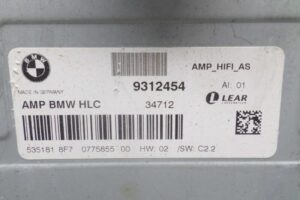 BMW
AMP_HIFI_AS
9312454
MADE IN GERMANY
AI: 01
AMP BMW HLC
34712
LEAR
CORPORATION
535181 8F7 0775855 00 HW: 02 /SW: C2.2